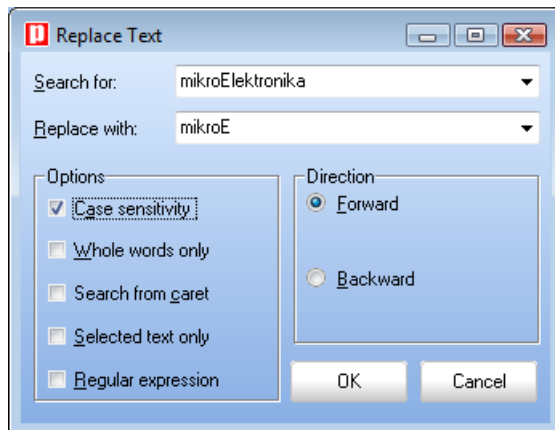 Replace Text
Search for: mikroElektronika
Replace with: mikroE
Options
Case sensitivity
Whole words only
Search from caret
Selected text only
Regular expression
Direction
Forward
Backward
OK Cancel